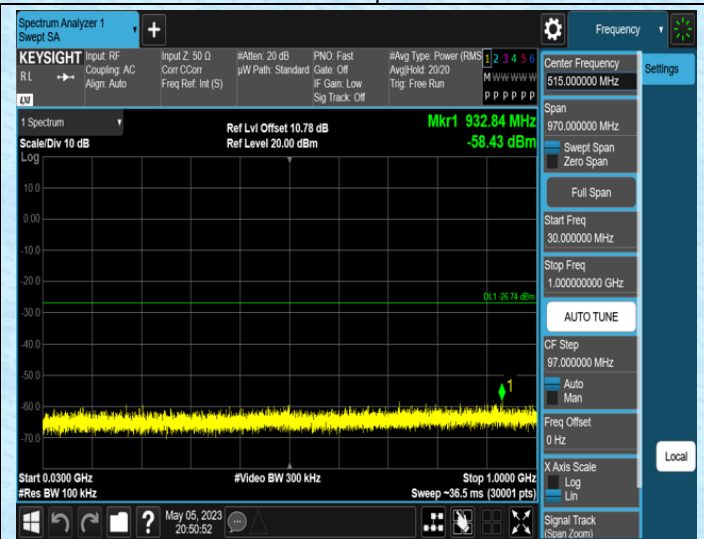 Spectrum Analyzer 1
Swept SA
+
Frequency
KEYSIGHT
RL
LXI
Input: RF
Coupling: AC
Align: Auto
Input Z: 50 Ω
Corr CCorr
Freq Ref: Int (S)
#Atten: 20 dB
µW Path: Standard
PNO: Fast
Gate: Off
IF Gain: Low
Sig Track: Off
#Avg Type: Power (RMS
Avg|Hold: 20/20
Trig: Free Run
1 2 3 4 5 6
M W W W W W
P P P P P P
Center Frequency
515.000000 MHz
Settings
Span
970.000000 MHz
Swept Span
Zero Span
Full Span
Start Freq
30.000000 MHz
Stop Freq
1.000000000 GHz
AUTO TUNE
CF Step
97.000000 MHz
Auto
Man
Freq Offset
0 Hz
X Axis Scale
Log
Lin
Signal Track
(Span Zoom)
Local
1 Spectrum
Scale/Div 10 dB
Log
Ref Lvl Offset 10.78 dB
Ref Level 20.00 dBm
Mkr1 932.84 MHz
-58.43 dBm
10.0
0.00
-10.0
-20.0
DL1 -26.74 dBm
-30.0
-40.0
-50.0
1
-60.0
-70.0
Start 0.0300 GHz
#Res BW 100 kHz
#Video BW 300 kHz
Stop 1.0000 GHz
Sweep ~36.5 ms (30001 pts)
?
May 05, 2023
20:50:52